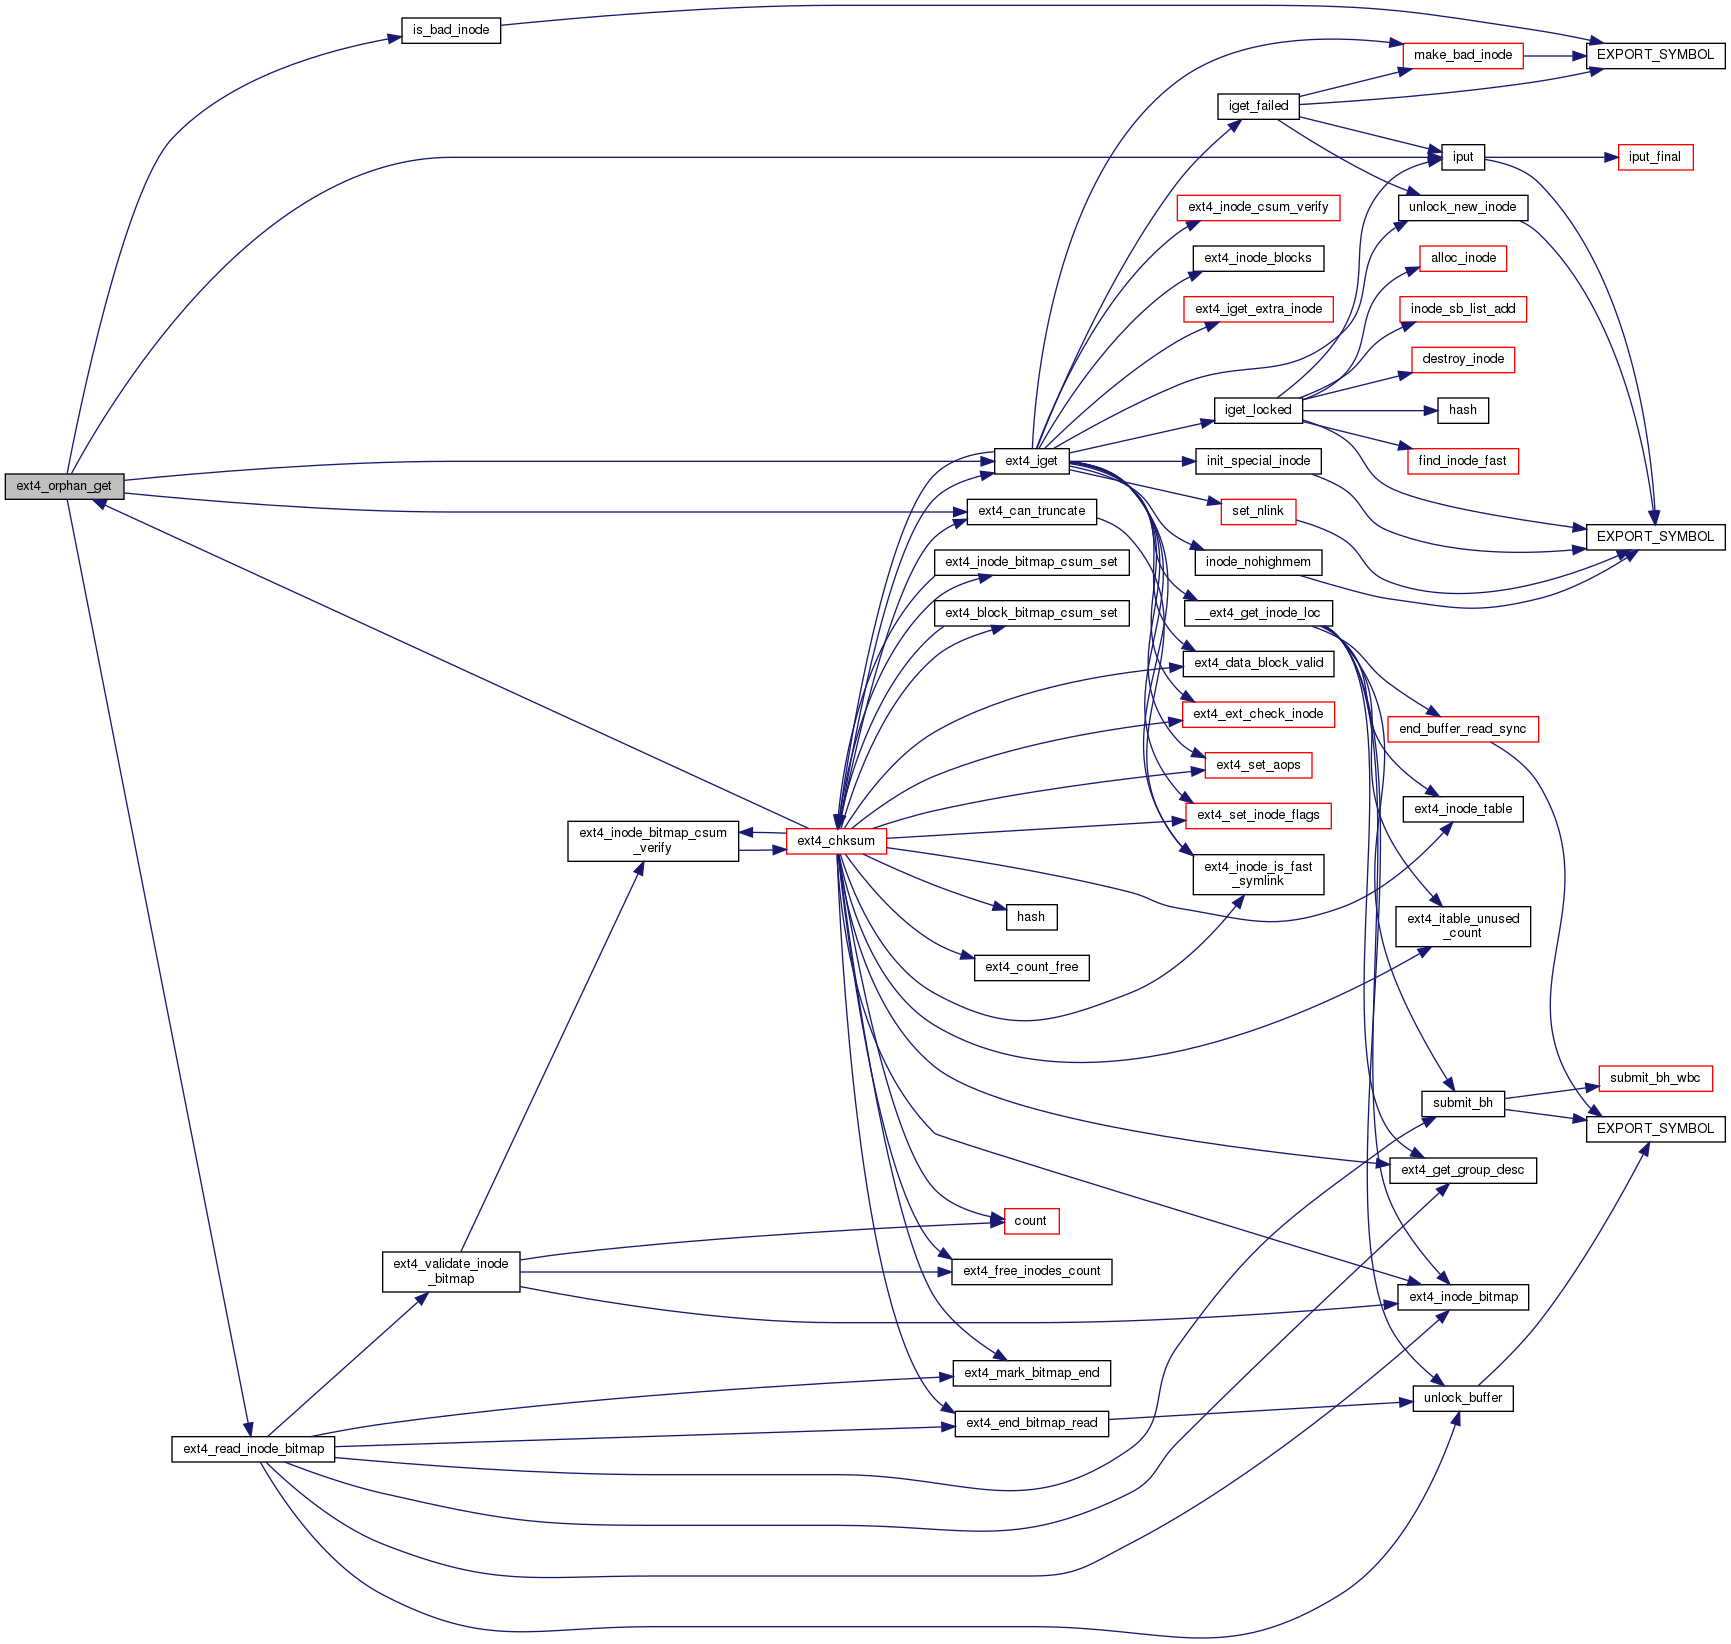 is_bad_inode
EXPORT_SYMBOL
make_bad_inode
iget_failed
iput
iput_final
ext4_inode_csum_verify
unlock_new_inode
ext4_inode_blocks
alloc_inode
ext4_iget_extra_inode
inode_sb_list_add
destroy_inode
iget_locked
hash
ext4_iget
init_special_inode
find_inode_fast
ext4_orphan_get
ext4_can_truncate
set_nlink
EXPORT_SYMBOL
ext4_inode_bitmap_csum_set
inode_nohighmem
ext4_block_bitmap_csum_set
__ext4_get_inode_loc
ext4_data_block_valid
ext4_ext_check_inode
end_buffer_read_sync
ext4_set_aops
ext4_inode_table
ext4_set_inode_flags
ext4_inode_bitmap_csum
_verify
ext4_chksum
ext4_inode_is_fast
_symlink
hash
ext4_itable_unused
_count
ext4_count_free
submit_bh_wbc
submit_bh
EXPORT_SYMBOL
ext4_get_group_desc
count
ext4_validate_inode
_bitmap
ext4_free_inodes_count
ext4_inode_bitmap
ext4_mark_bitmap_end
unlock_buffer
ext4_end_bitmap_read
ext4_read_inode_bitmap